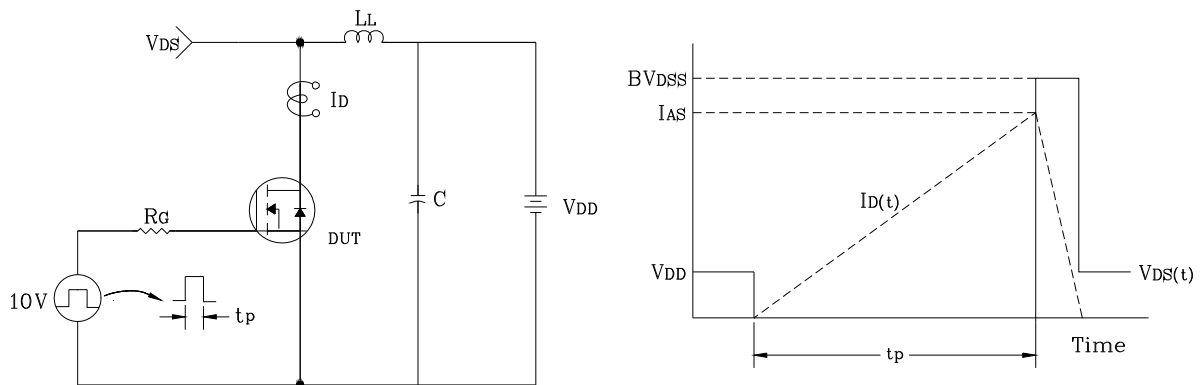 VDS
LL
ID
RG
DUT
C
VDD
10V
tp
BVDSS
IAS
ID(t)
VDD
VDS(t)
tp
Time